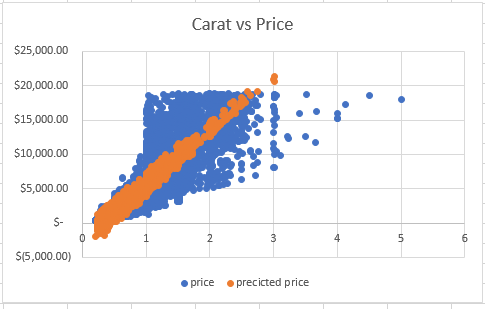 Carat vs Price
$25,000.00
$20,000.00
$15,000.00
$10,000.00
$5,000.00
$-
$(5,000.00)
0 1 2 3 4 5 6
price precicted price